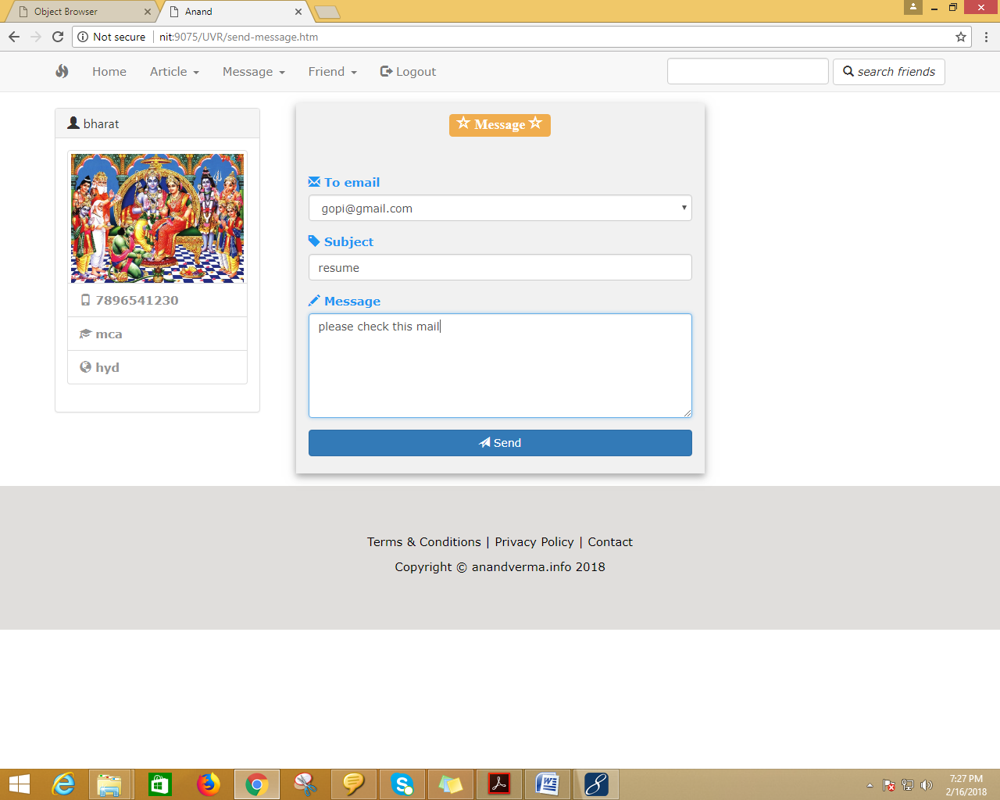 Object Browser
Anand
Not secure
nit:9075/UVR/send-message.htm
Home
Article
Message
Friend
Logout
search friends
bharat
7896541230
mca
hyd
Message
To email
gopi@gmail.com
Subject
resume
Message
please check this mail
Send
Terms & Conditions | Privacy Policy | Contact
Copyright © anandverma.info 2018
7:27 PM
2/16/2018